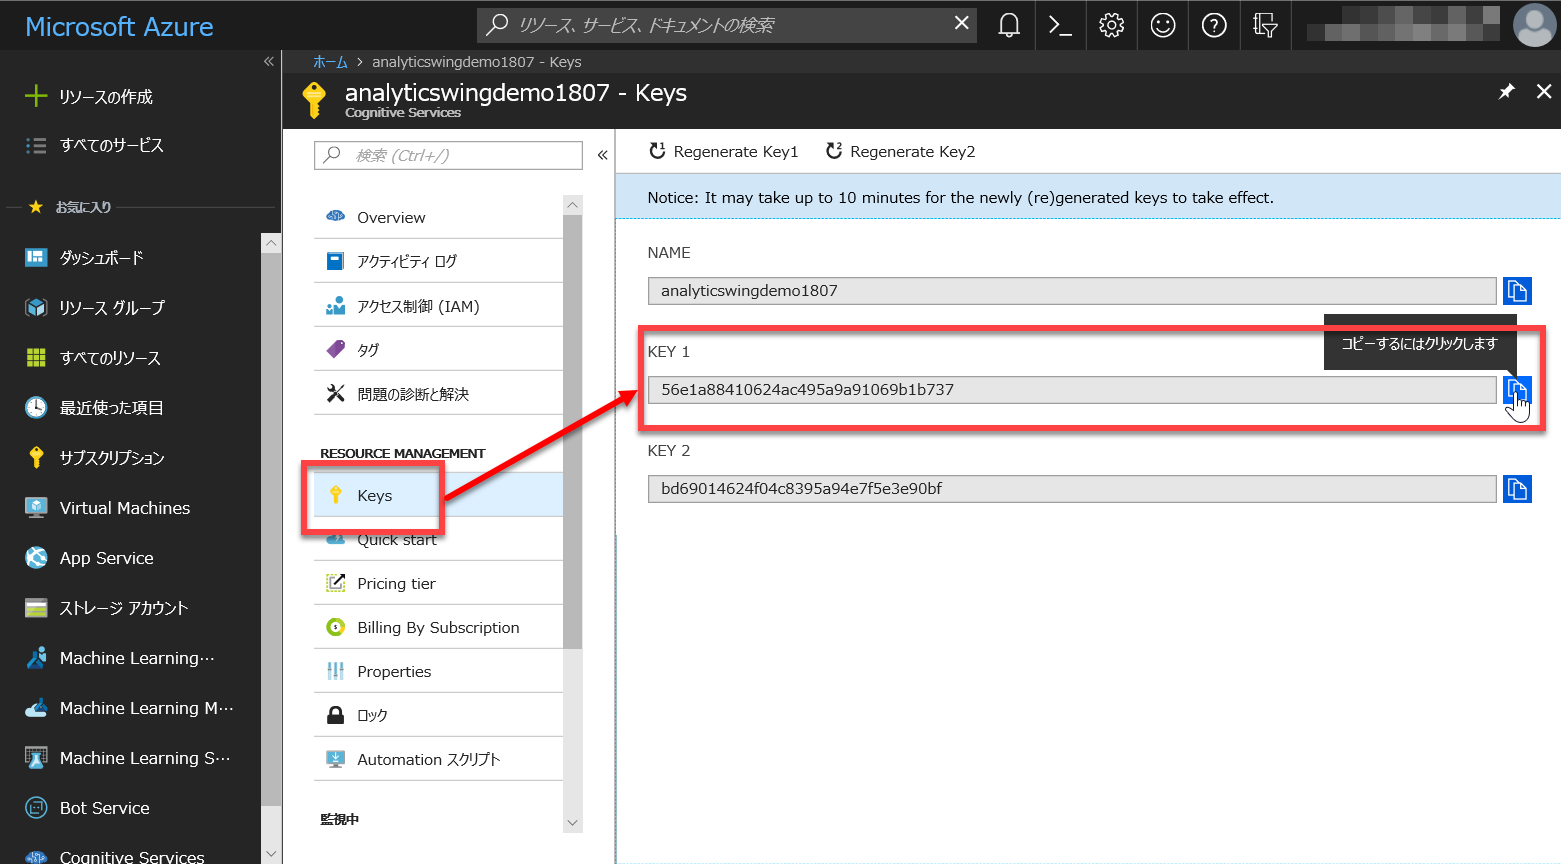 Microsoft Azure
リソース、サービス、ドキュメントの検索
ホーム > analyticswingdemo1807 - Keys
analyticswingdemo1807 - Keys
Cognitive Services
リソースの作成
すべてのサービス
お気に入り
ダッシュボード
リソース グループ
すべてのリソース
最近使った項目
サブスクリプション
Virtual Machines
App Service
ストレージ アカウント
Machine Learning···
Machine Learning M···
Machine Learning S···
Bot Service
Cognitive Services
検索 (Ctrl+/)
Overview
アクティビティ ログ
アクセス制御 (IAM)
タグ
問題の診断と解決
RESOURCE MANAGEMENT
Keys
Quick start
Pricing tier
Billing By Subscription
Properties
ロック
Automation スクリプト
監視中
Regenerate Key1
Regenerate Key2
Notice: It may take up to 10 minutes for the newly (re)generated keys to take effect.
NAME
analyticswingdemo1807
KEY 1
コピーするにはクリックします
56e1a88410624ac495a9a91069b1b737
KEY 2
bd69014624f04c8395a94e7f5e3e90bf